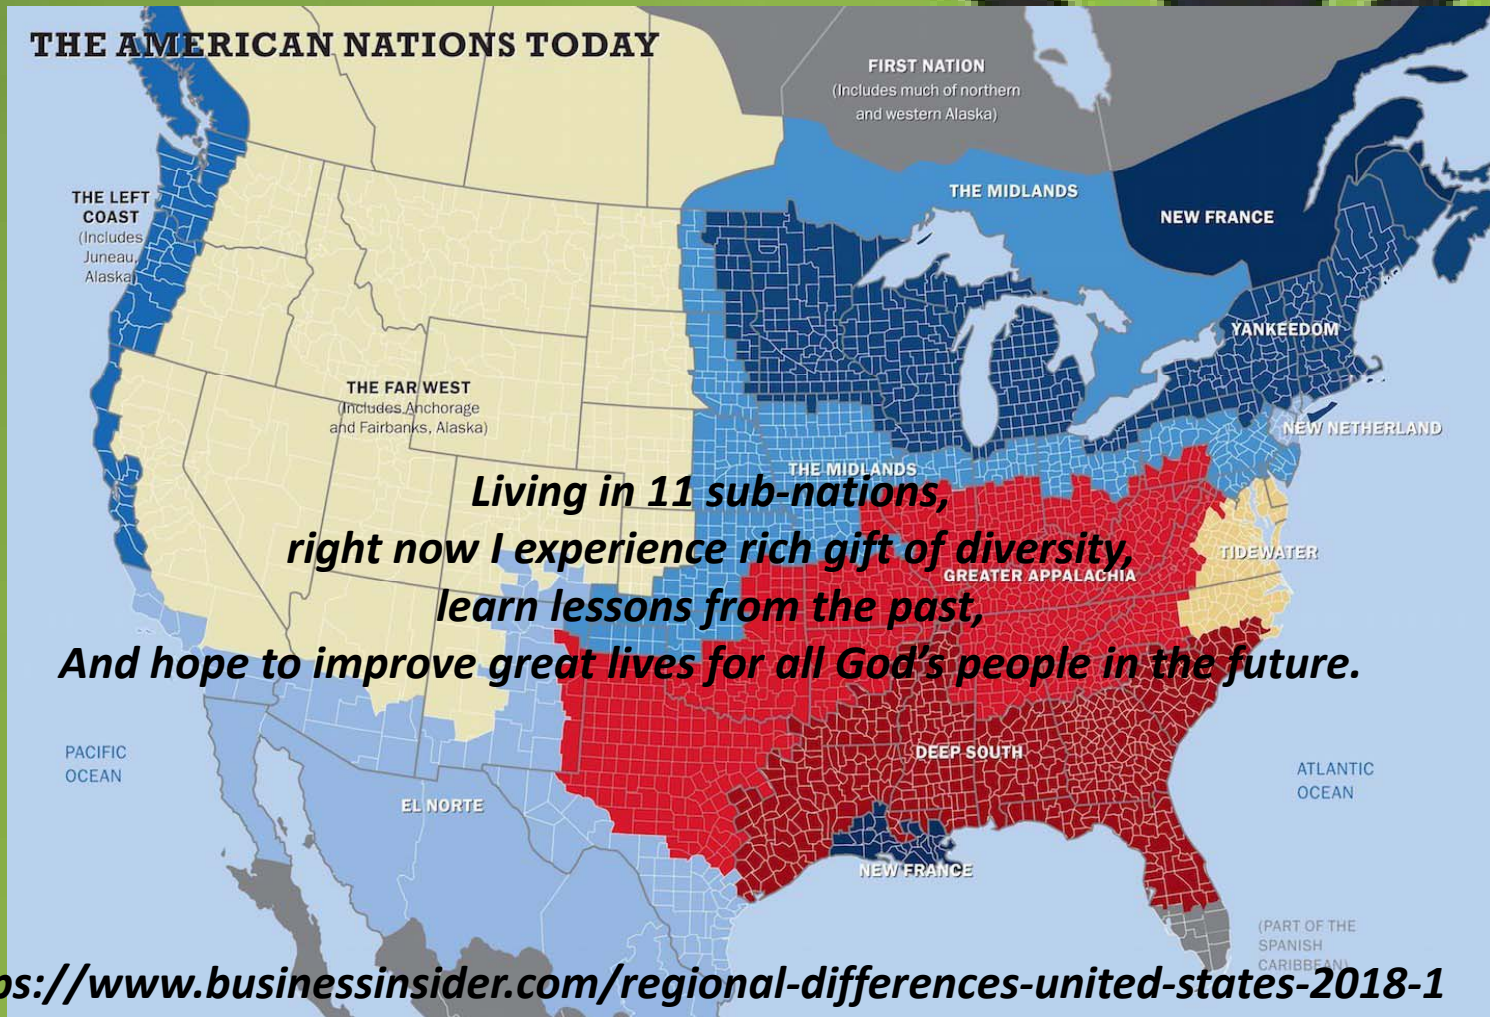 THE AMERICAN NATIONS TODAY
FIRST NATION
(Includes much of northern
and western Alaska)
THE LEFT
COAST
(Includes
Juneau,
Alaska)
THE MIDLANDS
NEW FRANCE
YANKEEDOM
THE FAR WEST
(Includes Anchorage
and Fairbanks, Alaska)
NEW NETHERLAND
THE MIDLANDS
Living in 11 sub-nations,
right now I experience rich gift of diversity,
TIDEWATER
GREATER APPALACHIA
learn lessons from the past,
And hope to improve great lives for all God's people in the future.
PACIFIC
OCEAN
DEEP SOUTH
ATLANTIC
OCEAN
EL NORTE
NEW FRANCE
(PART OF THE
SPANISH
CARIBBEAN)
ps://www.businessinsider.com/regional-differences-united-states-2018-1